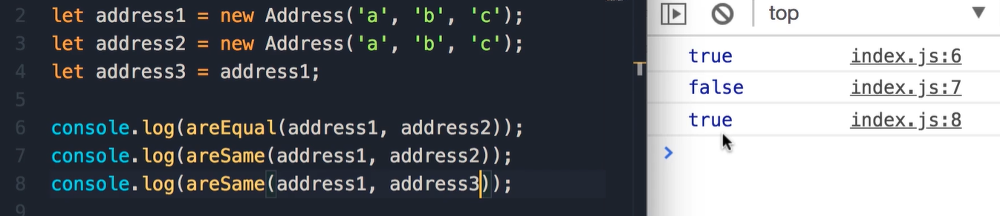 2 let address1 = new Address('a', 'b', 'c');
3 let address2 = new Address('a', 'b', 'c');
4 let address3 = address1;
5
6 console.log(areEqual(address1, address2));
7 console.log(areSame(address1, address2));
8 console.log(areSame(address1, address3));
9
top
true index.js:6
false index.js:7
true index.js:8